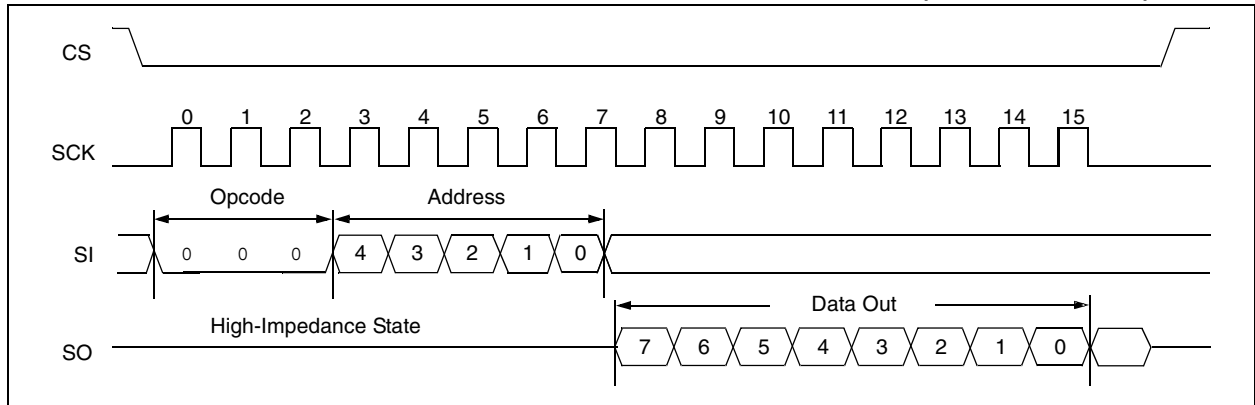 CS
0 1 2 3 4 5 6 7 8 9 10 11 12 13 14 15
SCK
Opcode Address
SI 0 0 0 4 3 2 1 0
Data Out
High-Impedance State
SO 7 6 5 4 3 2 1 0